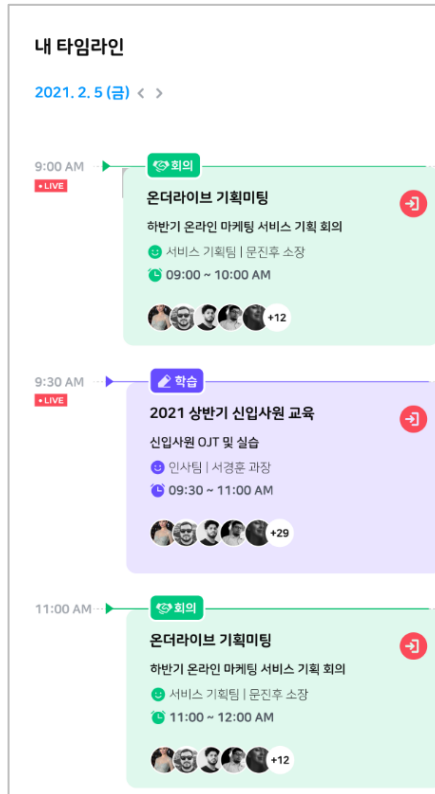 내 타임라인
2021. 2. 5 (금) < >
9:00 AM
LIVE
회의
온더라이브 기획미팅
하반기 온라인 마케팅 서비스 기획 회의
서비스 기획팀 | 문진후 소장
09:00 ~ 10:00 AM
+12
9:30 AM
LIVE
학습
2021 상반기 신입사원 교육
신입사원 OJT 및 실습
인사팀 | 서경훈 과장
09:30 ~ 11:00 AM
+29
11:00 AM
회의
온더라이브 기획미팅
하반기 온라인 마케팅 서비스 기획 회의
서비스 기획팀 | 문진후 소장
11:00 ~ 12:00 AM
+12